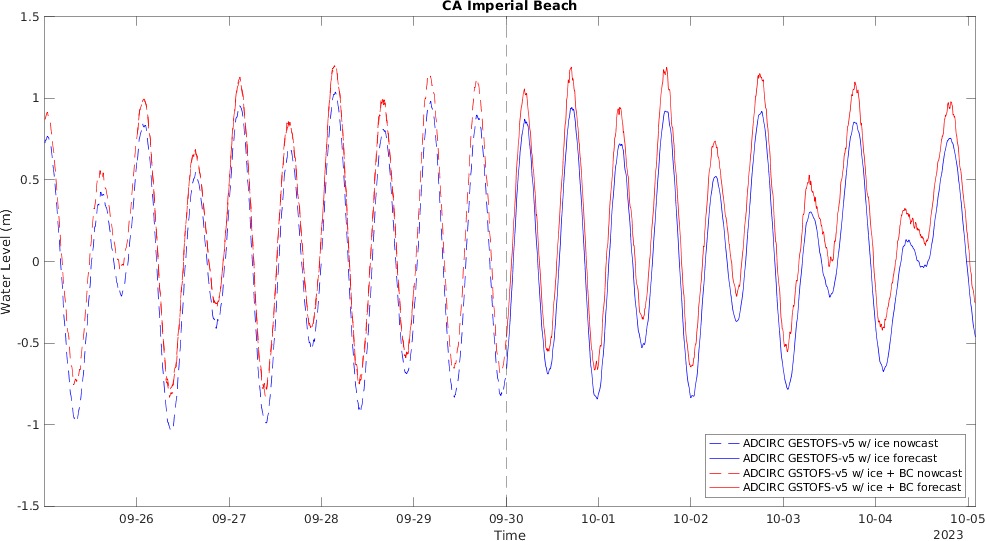 CA Imperial Beach
1.5
1
0.5
0
-0.5
-1
-1.5
Water Level (m)
ADCIRC GESTOFS-v5 w/ ice nowcast
ADCIRC GESTOFS-v5 w/ ice forecast
ADCIRC GSTOFS-v5 w/ ice + BC nowcast
ADCIRC GSTOFS-v5 w/ ice + BC forecast
09-26 09-27 09-28 09-29 09-30 10-01 10-02 10-03 10-04 10-05
Time
2023